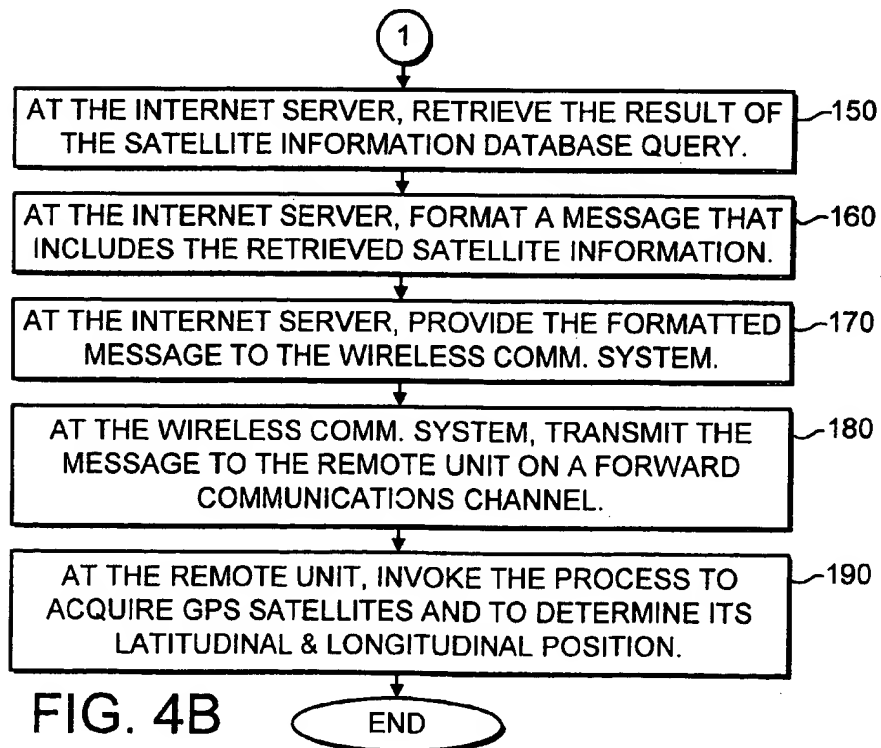 1
AT THE INTERNET SERVER, RETRIEVE THE RESULT OF
THE SATELLITE INFORMATION DATABASE QUERY.
150
AT THE INTERNET SERVER, FORMAT A MESSAGE THAT
INCLUDES THE RETRIEVED SATELLITE INFORMATION.
160
AT THE INTERNET SERVER, PROVIDE THE FORMATTED
MESSAGE TO THE WIRELESS COMM. SYSTEM.
170
AT THE WIRELESS COMM. SYSTEM, TRANSMIT THE
MESSAGE TO THE REMOTE UNIT ON A FORWARD
COMMUNICATIONS CHANNEL.
180
AT THE REMOTE UNIT, INVOKE THE PROCESS TO
ACQUIRE GPS SATELLITES AND TO DETERMINE ITS
LATITUDINAL & LONGITUDINAL POSITION.
190
FIG. 4B
END